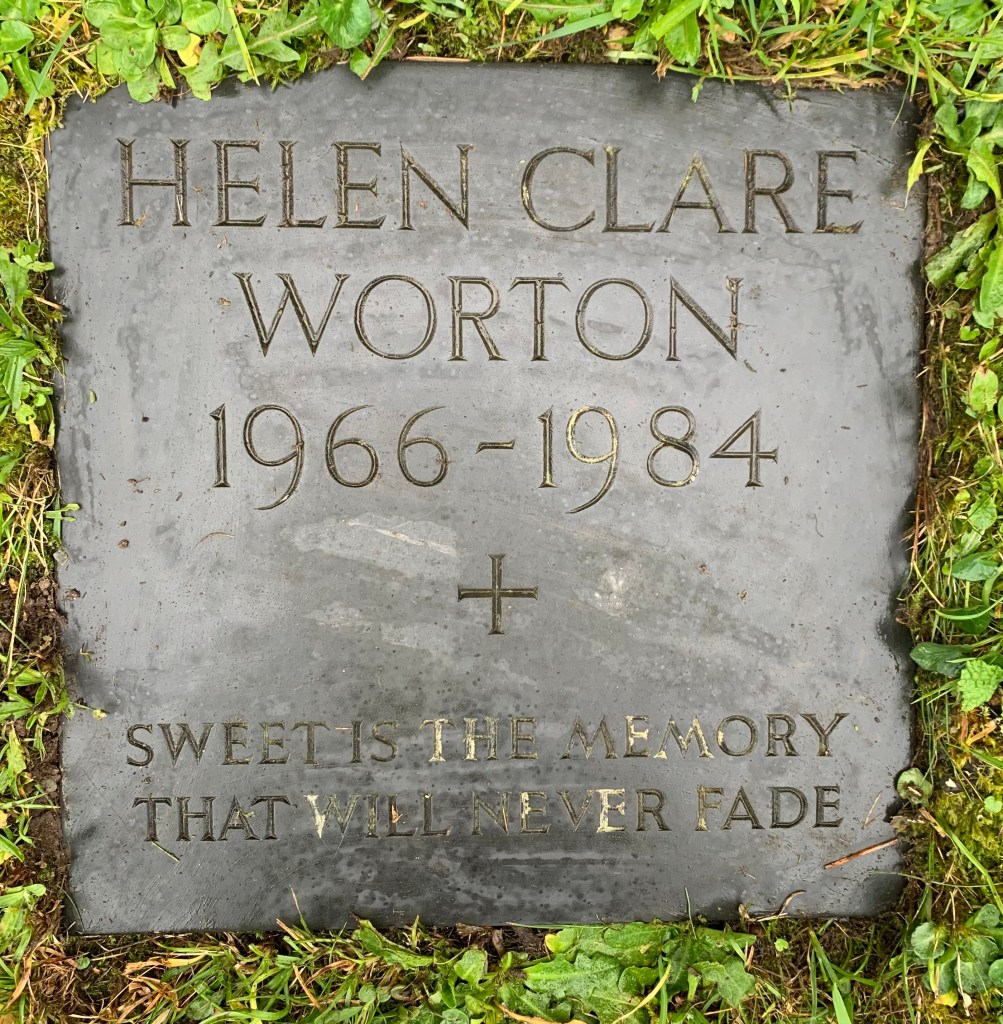 HELEN CLARE
WORTON
1966-1984
SWEET IS THE MEMORY
THAT WILL NEVER FADE